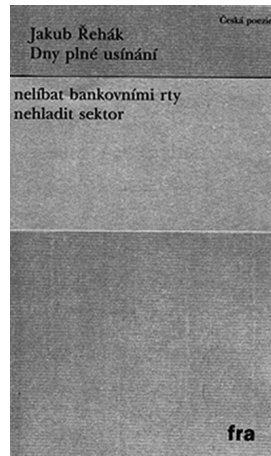 Česká poezie
Jakub Řehák
Dny plné usínání
nelíbat bankovními rty
nehladit sektor
fra